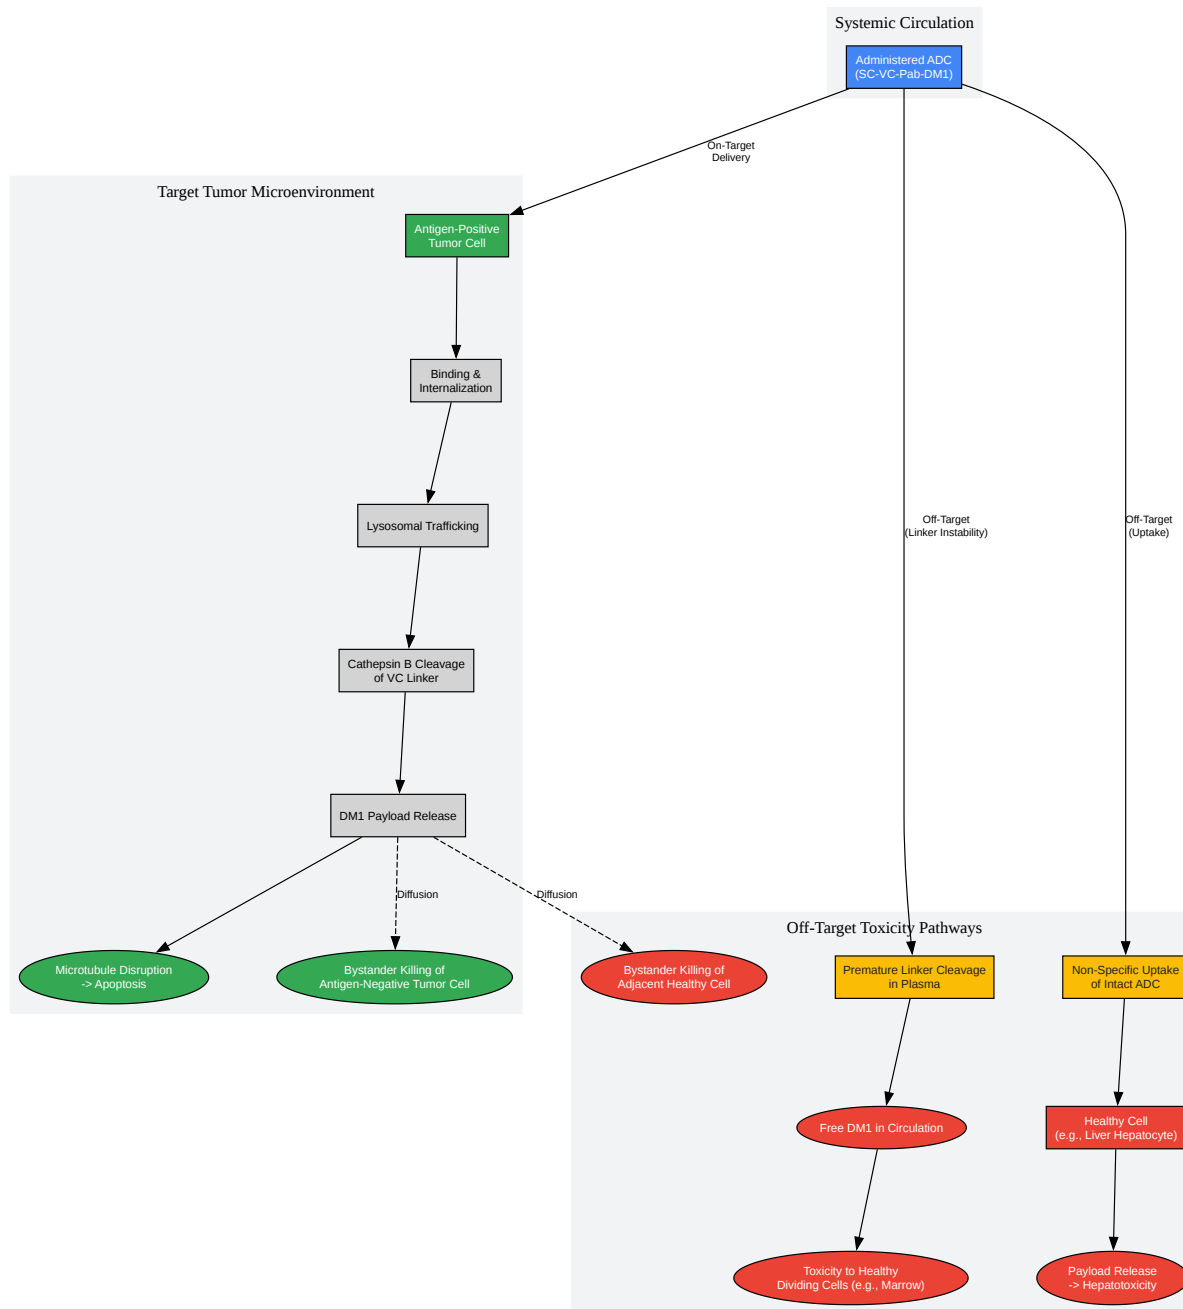 Systemic Circulation
Administered ADC
(SC-VC-Pab-DM1)
On-Target
Delivery
Target Tumor Microenvironment
Antigen-Positive
Tumor Cell
Binding &
Internalization
Lysosomal Trafficking
Off-Target
(Linker Instability)
Off-Target
(Uptake)
Cathepsin B Cleavage
of VC Linker
DM1 Payload Release
Diffusion
Diffusion
Off-Target Toxicity Pathways
Microtubule Disruption
-> Apoptosis
Bystander Killing of
Antigen-Negative Tumor Cell
Bystander Killing of
Adjacent Healthy Cell
Premature Linker Cleavage
in Plasma
Non-Specific Uptake
of Intact ADC
Free DM1 in Circulation
Healthy Cell
(e.g., Liver Hepatocyte)
Toxicity to Healthy
Dividing Cells (e.g., Marrow)
Payload Release
-> Hepatotoxicity